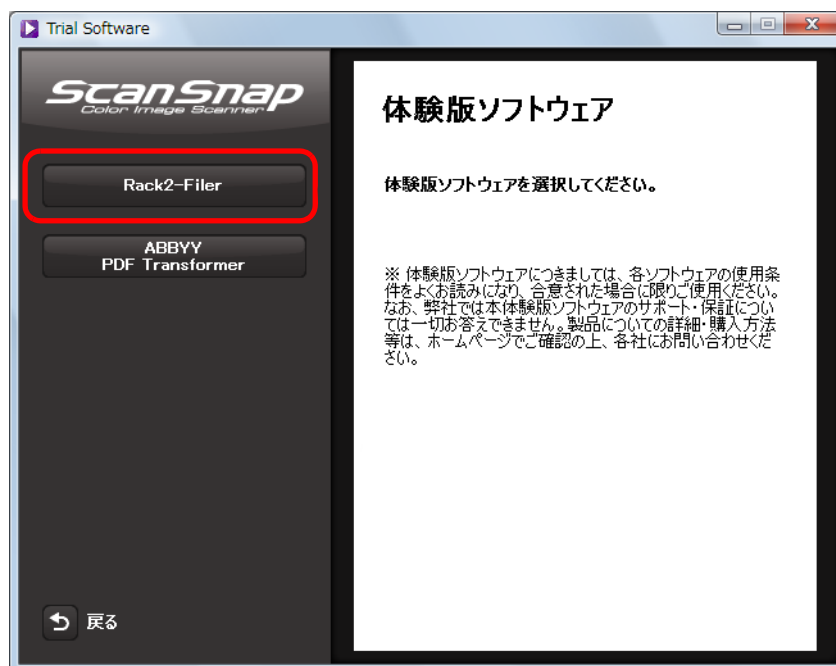 Trial Software
ScanSnap
Color Image Scanner
Rack2-Filer
ABBYY
PDF Transformer
戻る
体験版ソフトウェア
体験版ソフトウェアを選択してください。
※ 体験版ソフトウェアにつきましては、各ソフトウェアの使用条
件をよくお読みになり、合意された場合に限りご使用ください。
なお、弊社では本体験版ソフトウェアのサポート・保証につい
ては一切お答えできません。製品についての詳細・購入方法
等は、ホームページでご確認の上、各社にお問い合わせくだ
さい。